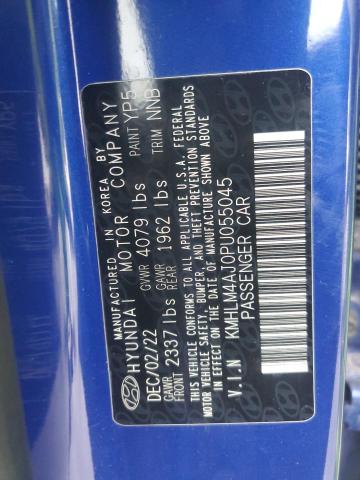 MANUFACTURED IN KOREA BY
HYUNDAI MOTOR COMPANY
DEC/02/22 GVWR 4079 lbs PAINT YP5
GAWR FRONT 2337 lbs GAWR REAR 1962 lbs TRIM NNB
THIS VEHICLE CONFORMS TO ALL APPLICABLE U.S.A. FEDERAL
MOTOR VEHICLE SAFETY, BUMPER, AND THEFT PREVENTION
STANDARDS IN EFFECT ON THE DATE OF MANUFACTURE SHOWN ABOVE
V.I.N KMHLM4AJ0PU055045
PASSENGER CAR